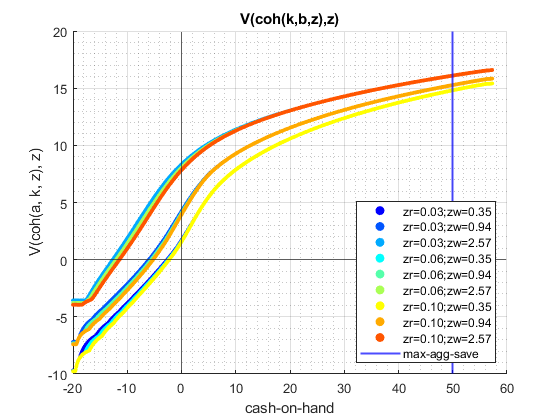 V(coh(k,b,z),z)
20
15
10
5
0
-5
-10
V(coh(a, k, z), z)
-20
-10
0
10
20
30
40
50
60
cash-on-hand
zr=0.03;zw=0.35
zr=0.03;zw=0.94
zr=0.03;zw=2.57
zr=0.06;zw=0.35
zr=0.06;zw=0.94
zr=0.06;zw=2.57
zr=0.10;zw=0.35
zr=0.10;zw=0.94
zr=0.10;zw=2.57
max-agg-save